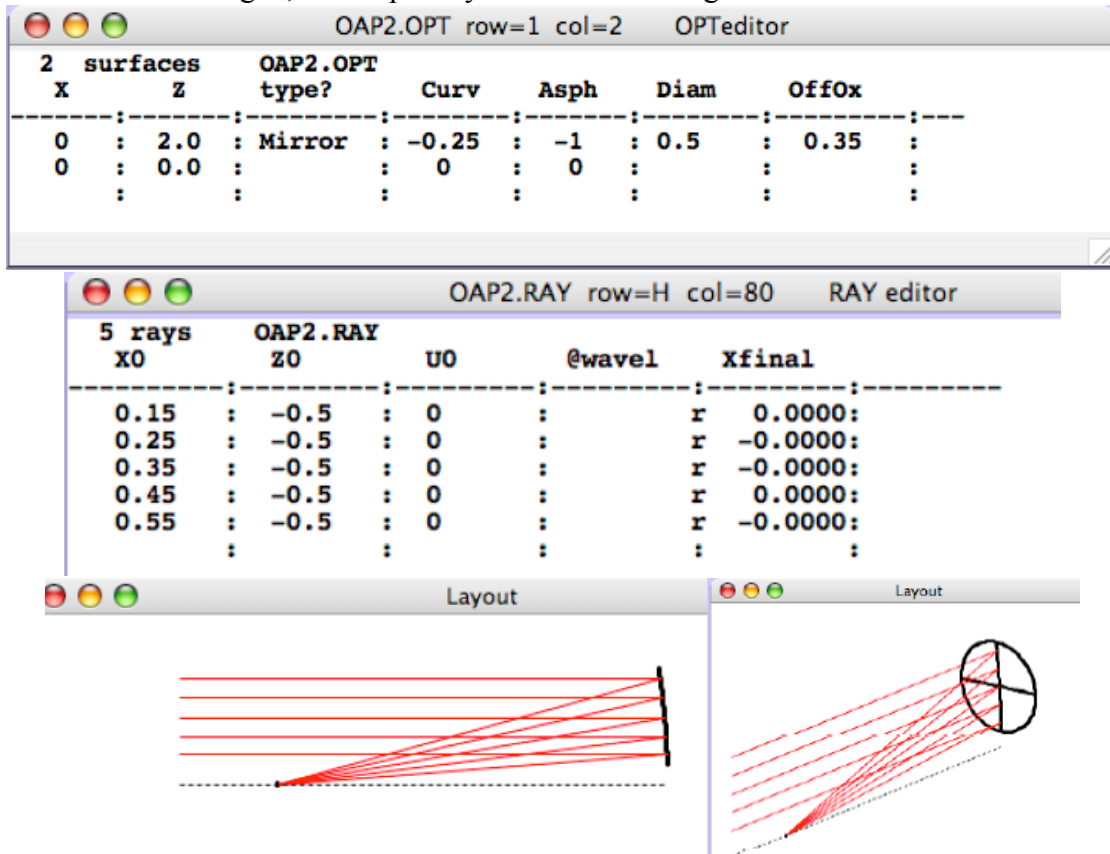 OAP2.OPT row=1 col=2 OPTeditor
2 surfaces OAP2.OPT
X Z type? Curv Asph Diam OffOx
-------:-------:---------:--------:-------:--------:---------:---
0 : 2.0 : Mirror : -0.25 : -1 : 0.5 : 0.35 :
0 : 0.0 : : 0 : 0 : : :
: : : : : : :
OAP2.RAY row=H col=80 RAY editor
5 rays OAP2.RAY
X0 Z0 U0 @wavel Xfinal
----------:---------:---------:---------:---------:---------
0.15 : -0.5 : 0 : r 0.0000:
0.25 : -0.5 : 0 : r -0.0000:
0.35 : -0.5 : 0 : r -0.0000:
0.45 : -0.5 : 0 : r 0.0000:
0.55 : -0.5 : 0 : r -0.0000:
: : : : :
Layout
Layout